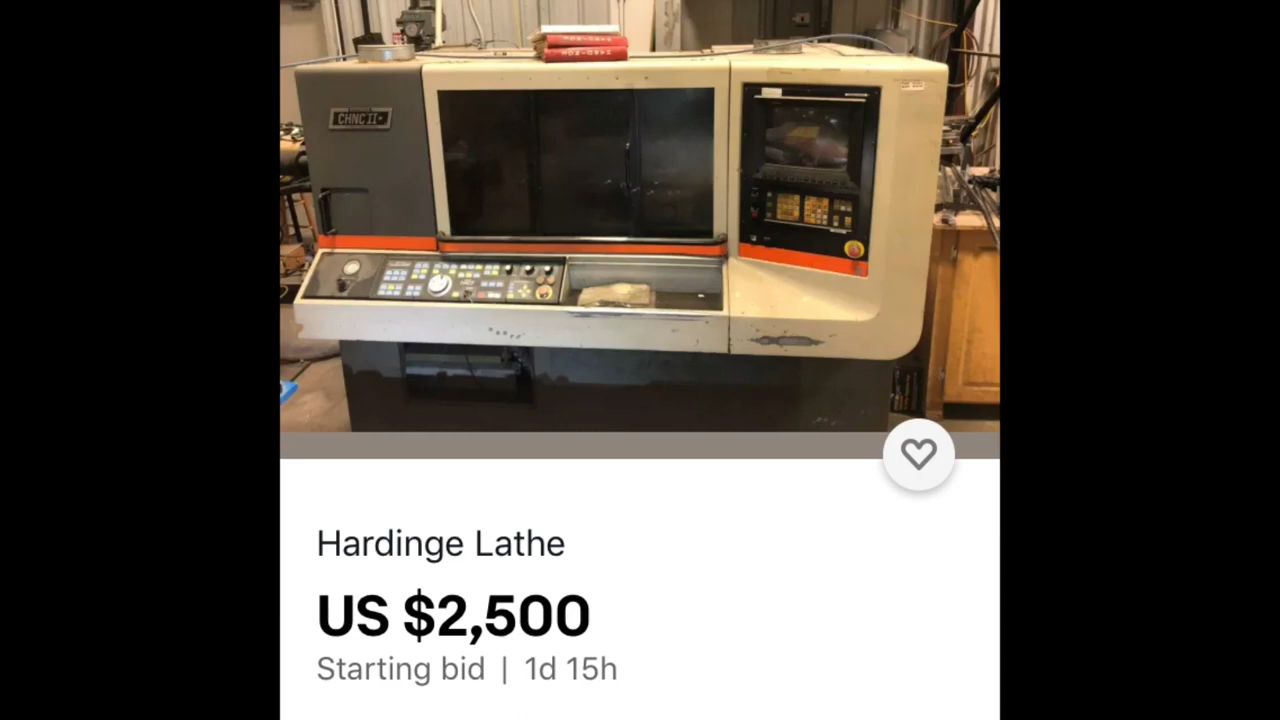 CHNC II+
Hardinge Lathe
US $2,500
Starting bid | 1d 15h